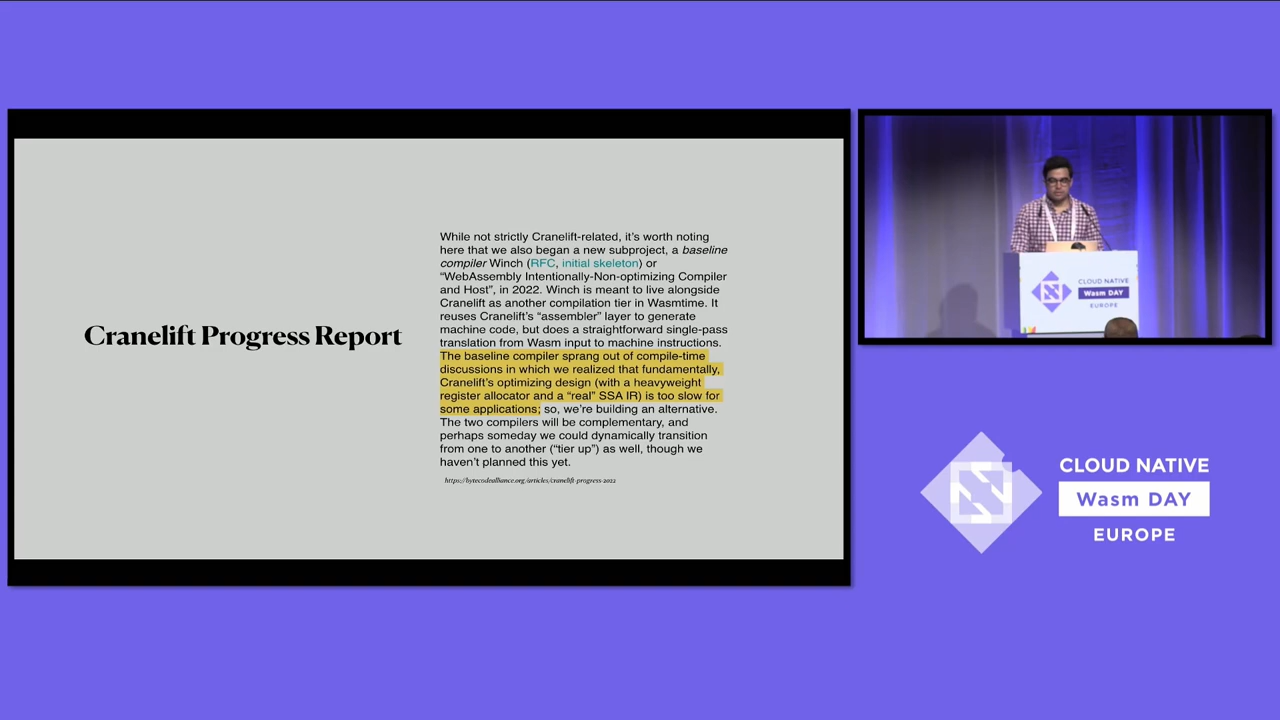 Cranelift Progress Report
While not strictly Cranelift-related, it’s worth noting
here that we also began a new subproject, a baseline
compiler Winch (RFC, initial skeleton) or
“WebAssembly Intentionally-Non-optimizing Compiler
and Host”, in 2022. Winch is meant to live alongside
Cranelift as another compilation tier in Wasmtime. It
reuses Cranelift’s “assembler” layer to generate
machine code, but does a straightforward single-pass
translation from Wasm input to machine instructions.
The baseline compiler sprang out of compile-time
discussions in which we realized that fundamentally,
Cranelift’s optimizing design (with a heavyweight
register allocator and a “real” SSA IR) is too slow for
some applications; so, we’re building an alternative.
The two compilers will be complementary, and
perhaps someday we could dynamically transition
from one to another (“tier up”) as well, though we
haven’t planned this yet.
https://bytecodealliance.org/articles/cranelift-progress-2022
CLOUD NATIVE
Wasm DAY
EUROPE
CLOUD NATIVE
Wasm DAY
EUROPE